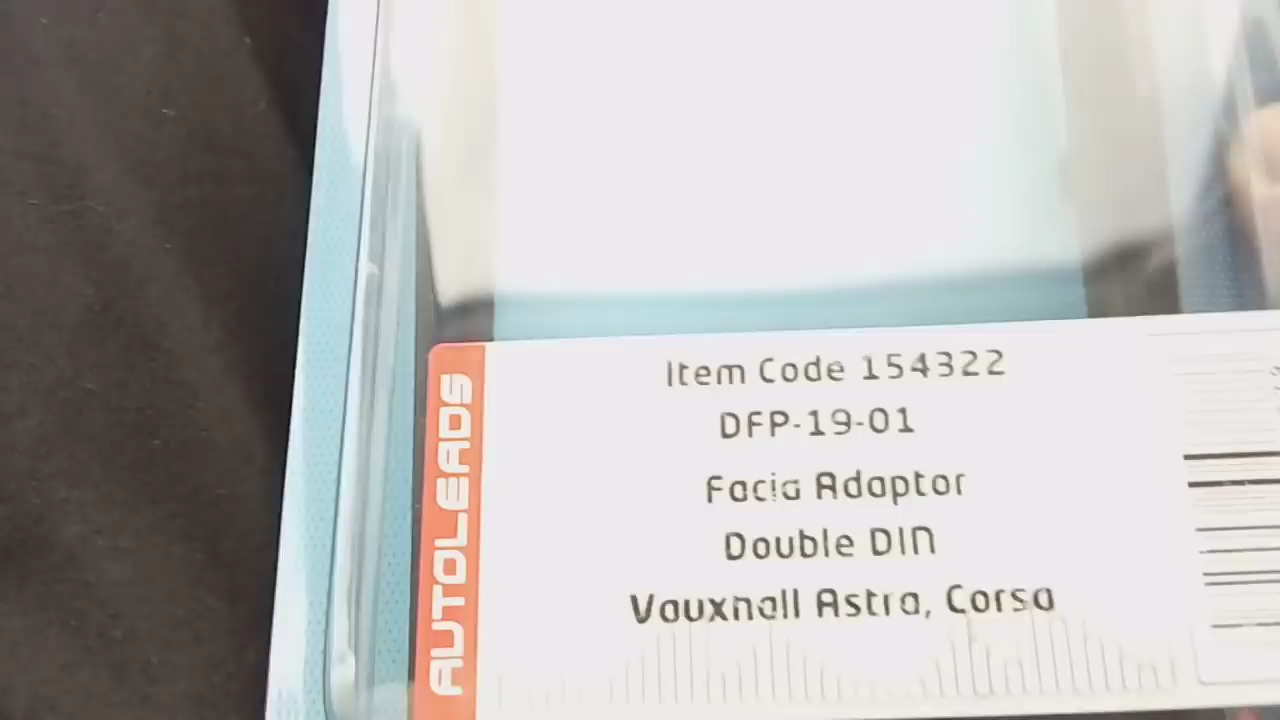 Item Code 154322
DFP-19-01
Facia Adaptor
Double DIN
Vauxhall Astra, Corsa
AUTOLEADS